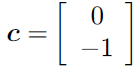 c = [ 0
-1 ]